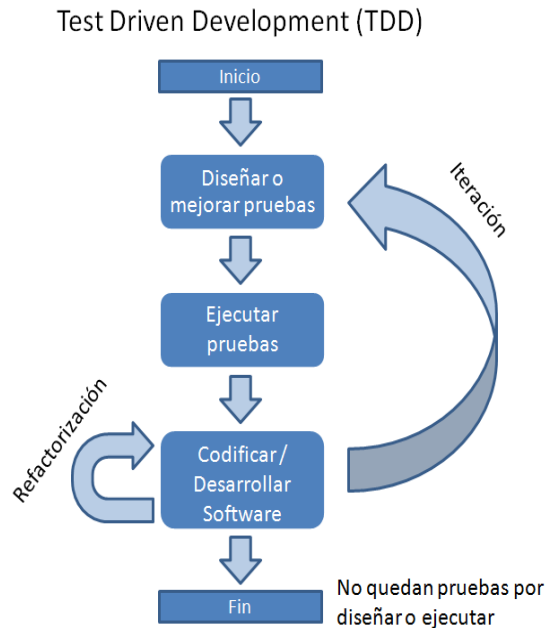 Test Driven Development (TDD)
Inicio
Diseñar o
mejorar pruebas
Iteración
Ejecutar
pruebas
Refactorización
Codificar /
Desarrollar
Software
Fin
No quedan pruebas por
diseñar o ejecutar